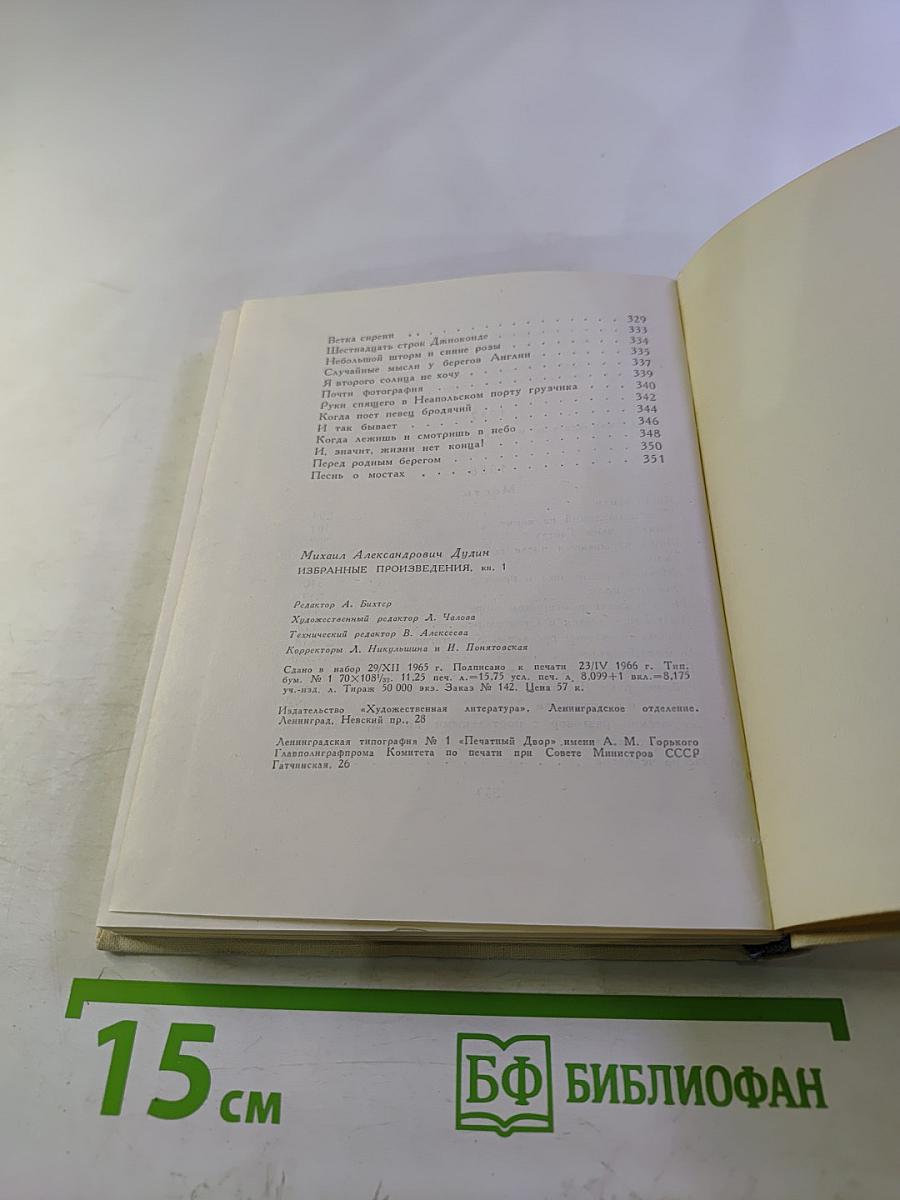 Ветка сирени . . . . . . . . . . . . . . . . 329
Шестнадцать строк Джиоконде . . . . . . . . . 333
Небольшой шторм и синие розы . . . . . . . . . 334
Случайные мысли у берегов Англии . . . . . . . 335
Я второго солнца не хочу . . . . . . . . . . . 337
Почти фотография . . . . . . . . . . . . . . 339
Руки спящего в Неапольском порту грузчика . . . 340
Когда поет певец бродячий . . . . . . . . . . 342
И так бывает . . . . . . . . . . . . . . . . 344
Когда лежишь и смотришь в небо . . . . . . . . 346
И, значит, жизни нет конца! . . . . . . . . . 348
Перед родным берегом . . . . . . . . . . . . 350
Песнь о мостах . . . . . . . . . . . . . . . 351
Михаил Александрович Дудин
ИЗБРАННЫЕ ПРОИЗВЕДЕНИЯ, кн. 1
Редактор А. Бихтер
Художественный редактор Л. Чалова
Технический редактор В. Алексеева
Корректоры Л. Никульшина и И. Понятовская
Сдано в набор 29/XII 1965 г. Подписано к печати 23/IV 1966 г. Тип.
бум. № 1 70×108¹/₃₂. 11,25 печ. л.=15,75 усл. печ. л. 8,099+1 вкл.=8,175
уч.-изд. л. Тираж 50 000 экз. Заказ № 142. Цена 57 к.
Издательство «Художественная литература», Ленинградское отделение.
Ленинград, Невский пр., 28
Ленинградская типография № 1 «Печатный Двор» имени А. М. Горького
Главполиграфпрома Комитета по печати при Совете Министров СССР
Гатчинская, 26
15 см
БФ БИБЛИОФАН